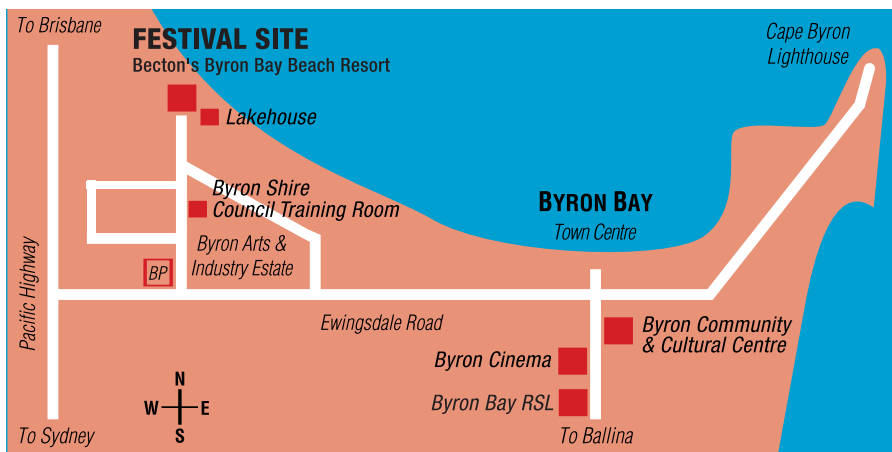 To Brisbane
FESTIVAL SITE
Becton's Byron Bay Beach Resort
Cape Byron
Lighthouse
Lakehouse
Byron Shire
Council Training Room
BYRON BAY
Town Centre
Byron Arts &
Industry Estate
BP
Pacific Highway
Ewingsdale Road
Byron Community
& Cultural Centre
Byron Cinema
Byron Bay RSL
N
W E
S
To Sydney
To Ballina